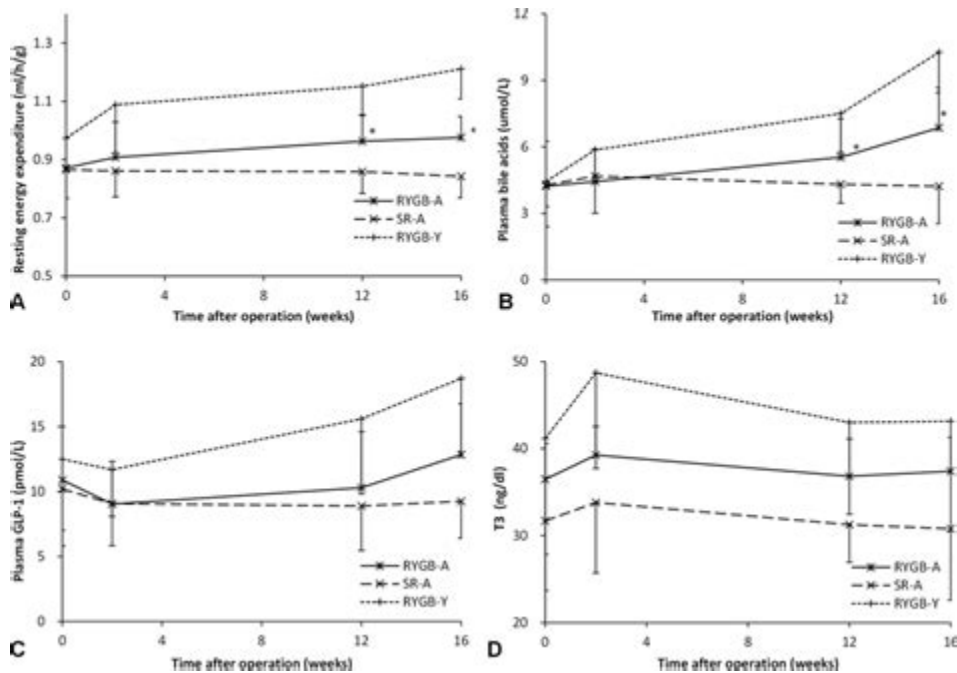 Resting energy expenditure (ml/h/g)
1.3
1.1
0.9
0.7
0.5
*
*
RYGB-A
SR-A
RYGB-Y
0 4 8 12 16
Time after operation (weeks)
A
Plasma bile acids (umol/L)
12
9
6
3
0
*
*
RYGB-A
SR-A
RYGB-Y
0 4 8 12 16
Time after operation (weeks)
B
Plasma GLP-1 (pmol/L)
20
15
10
5
0
RYGB-A
SR-A
RYGB-Y
0 4 8 12 16
Time after operation (weeks)
C
T3 (ng/dl)
50
40
30
20
RYGB-A
SR-A
RYGB-Y
0 4 8 12 16
Time after operation (weeks)
D